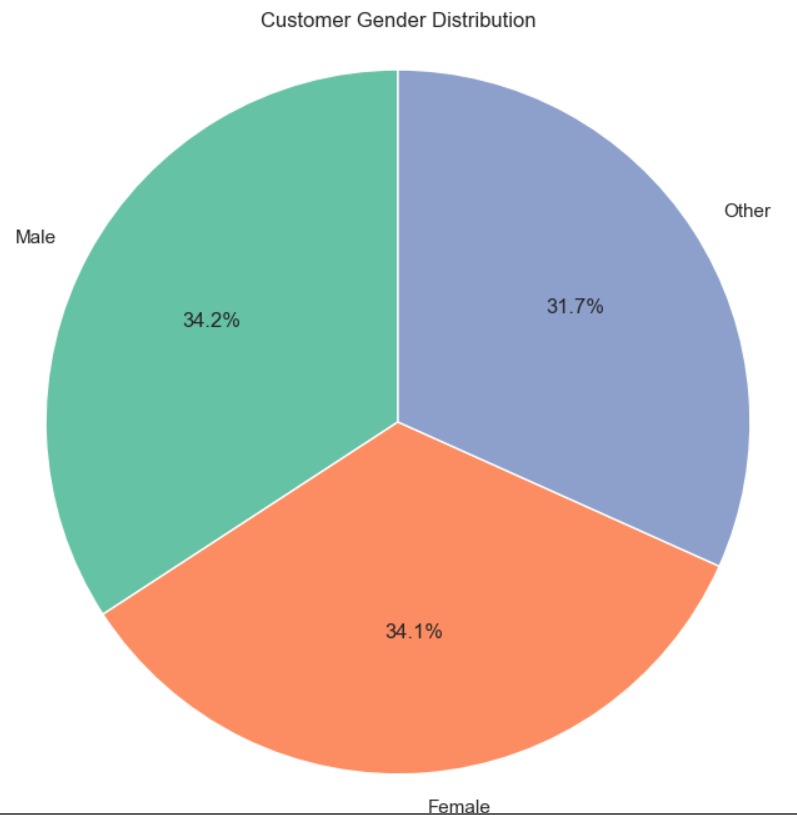 Customer Gender Distribution
Other
Male
31.7%
34.2%
34.1%
Female